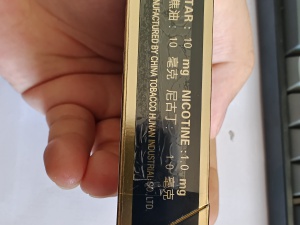 TAR : 10 mg NICOTINE : 1.0 mg
焦油 : 10 毫克 尼古丁 : 1.0 毫克
MANUFACTURED BY CHINA TOBACCO HUNAN INDUSTRIAL CO., LTD